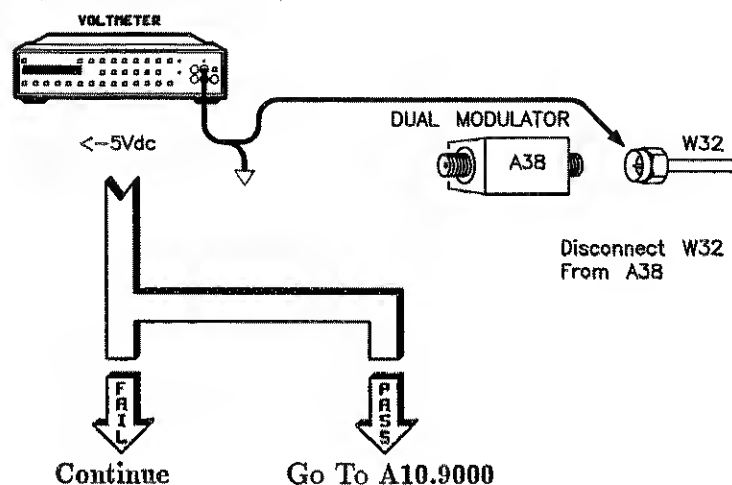 VOLTMETER
<-5Vdc
DUAL MODULATOR
A38
W32
Disconnect W32
From A38
FAIL
PASS
Continue
Go To A10.9000